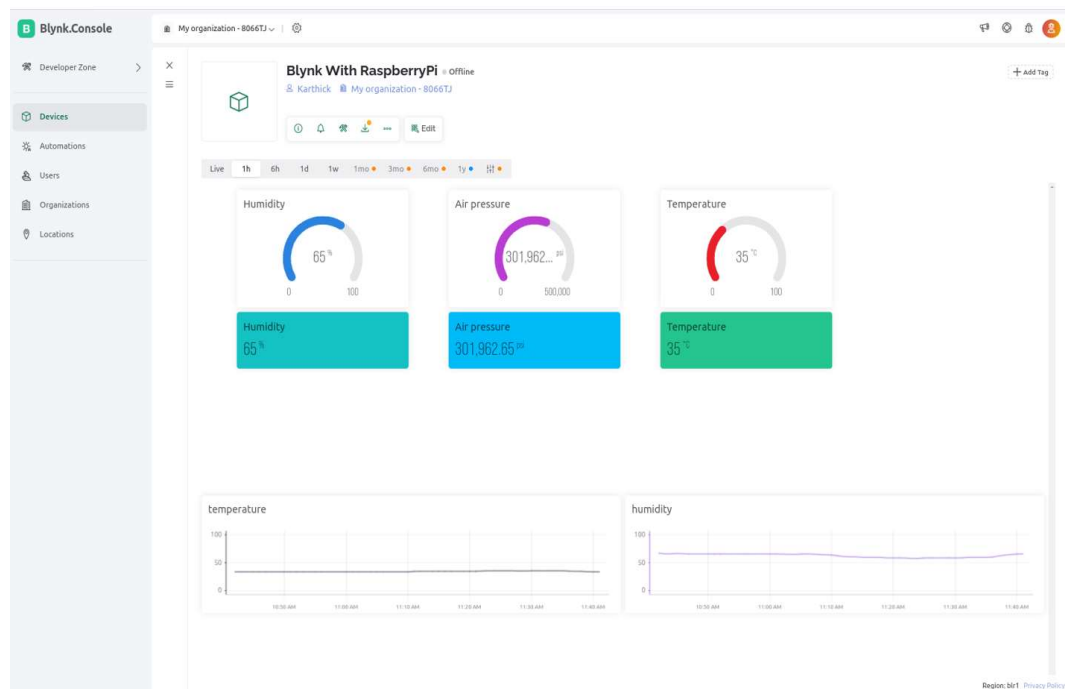 B Blynk.Console
My organization - 8066TJ
Developer Zone
Devices
Automations
Users
Organizations
Locations
Blynk With RaspberryPi Offline
Karthick My organization - 8066TJ
Add Tag
Edit
Live 1h 6h 1d 1w 1mo 3mo 6mo 1y
Humidity
65 %
0 100
Air pressure
301,962... psi
0 500,000
Temperature
35 °C
0 100
Humidity
65 %
Air pressure
301,962.65 psi
Temperature
35 °C
temperature
100
50
0
10:50 AM 11:00 AM 11:10 AM 11:20 AM 11:30 AM 11:40 AM
humidity
100
50
0
10:50 AM 11:00 AM 11:10 AM 11:20 AM 11:30 AM 11:40 AM
Region: blr1 Privacy Policy